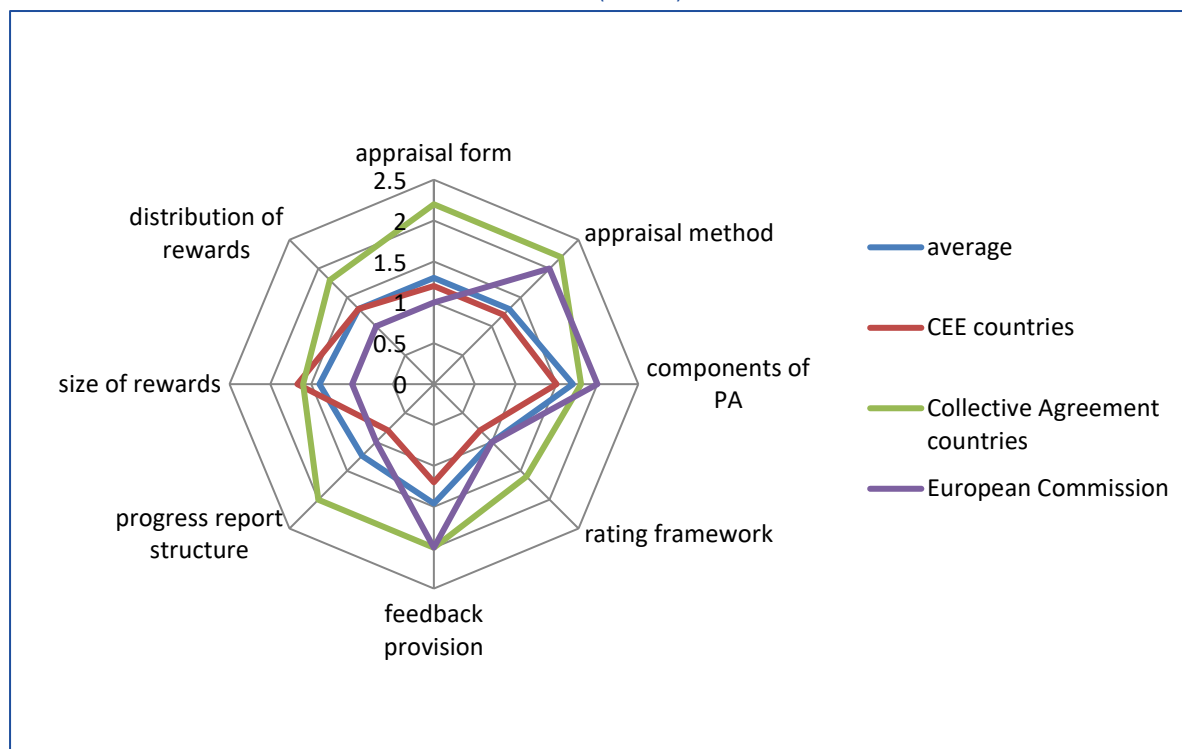 appraisal form
2.5
distribution of
rewards
2
appraisal method
average
1.5
1
CEE countries
0.5
size of rewards
0
components of
PA
Collective Agreement
countries
European Commission
progress report
structure
rating framework
feedback
provision